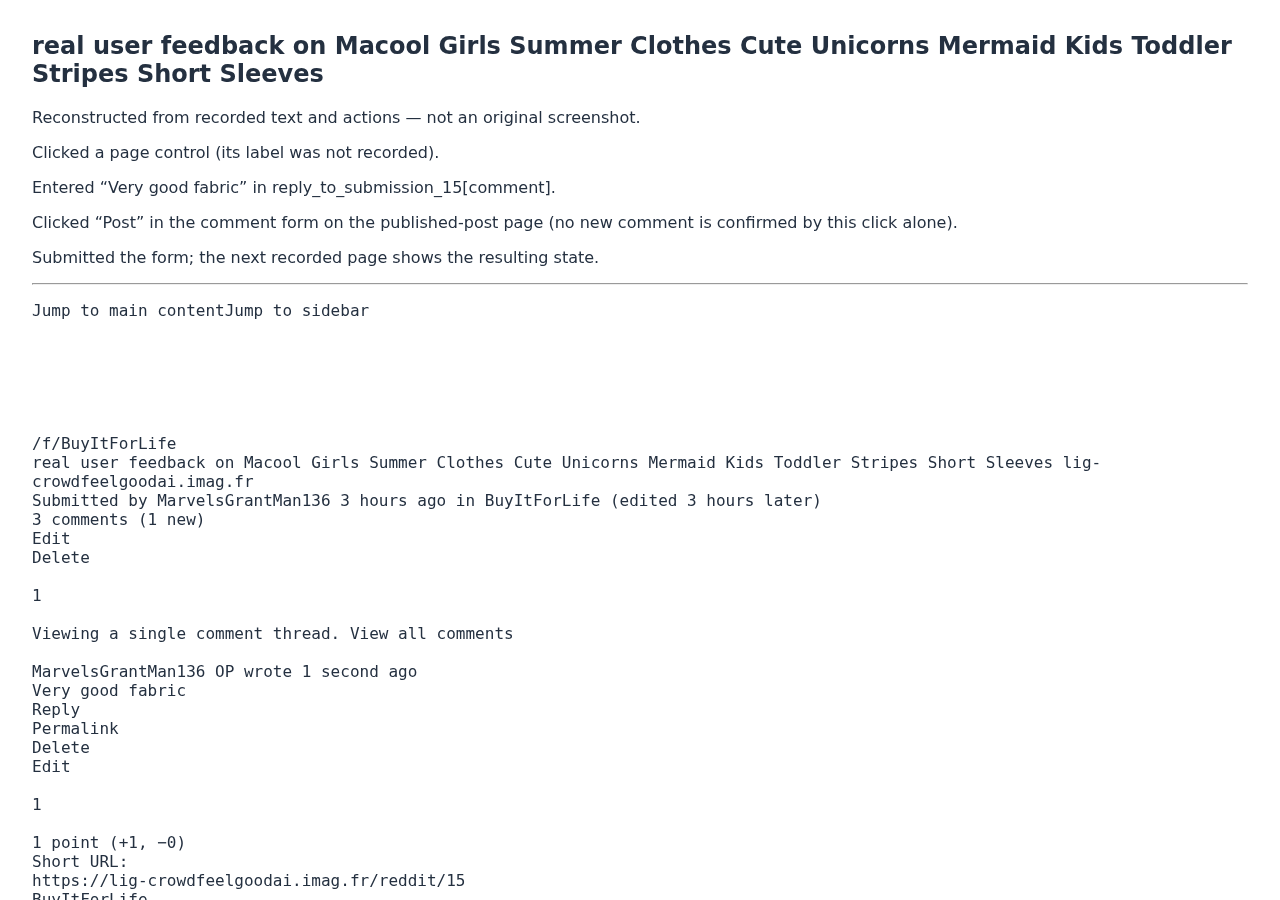 real user feedback on Macool Girls Summer Clothes Cute Unicorns Mermaid Kids Toddler
Stripes Short Sleeves
Reconstructed from recorded text and actions — not an original screenshot.
Clicked a page control (its label was not recorded).
Entered “Very good fabric” in reply_to_submission_15[comment].
Clicked “Post” in the comment form on the published-post page (no new comment is confirmed by this click alone).
Submitted the form; the next recorded page shows the resulting state.
Jump to main contentJump to sidebar
/f/BuyItForLife
real user feedback on Macool Girls Summer Clothes Cute Unicorns Mermaid Kids Toddler Stripes Short Sleeves lig-
crowdfeelgoodai.imag.fr
Submitted by MarvelsGrantMan136 3 hours ago in BuyItForLife (edited 3 hours later)
3 comments (1 new)
Edit
Delete
1
Viewing a single comment thread. View all comments
MarvelsGrantMan136 OP wrote 1 second ago
Very good fabric
Reply
Permalink
Delete
Edit
1
1 point (+1, −0)
Short URL:
https://lig-crowdfeelgoodai.imag.fr/reddit/15
BuyItForLife